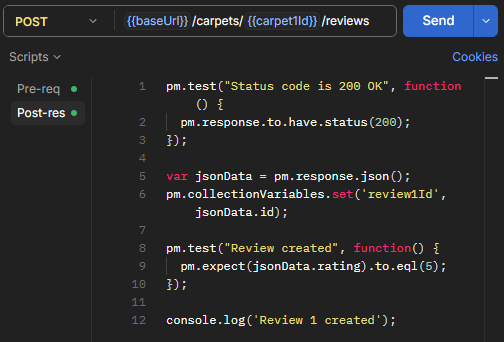 POST {{baseUrl}} /carpets/ {{carpet1Id}} /reviews Send
Scripts Cookies
Pre-req
Post-res
1 pm.test("Status code is 200 OK", function
() {
2 pm.response.to.have.status(200);
3 });
4
5 var jsonData = pm.response.json();
6 pm.collectionVariables.set('review1Id',
jsonData.id);
7
8 pm.test("Review created", function() {
9 pm.expect(jsonData.rating).to.eql(5);
10 });
11
12 console.log('Review 1 created');